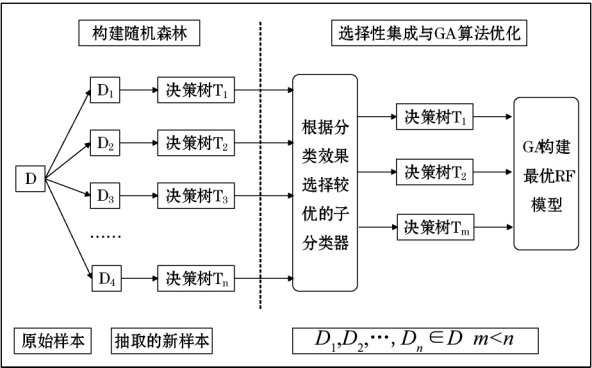 构建随机森林
选择性集成与GA算法优化
D
D₁
决策树T₁
D₂
决策树T₂
D₃
决策树T₃
……
D₄
决策树Tₙ
根据分
类效果
选择较
优的子
分类器
决策树T₁
决策树T₂
决策树Tₘ
GA构建
最优RF
模型
原始样本
抽取的新样本
D₁,D₂,⋯,Dₙ∈D m<n